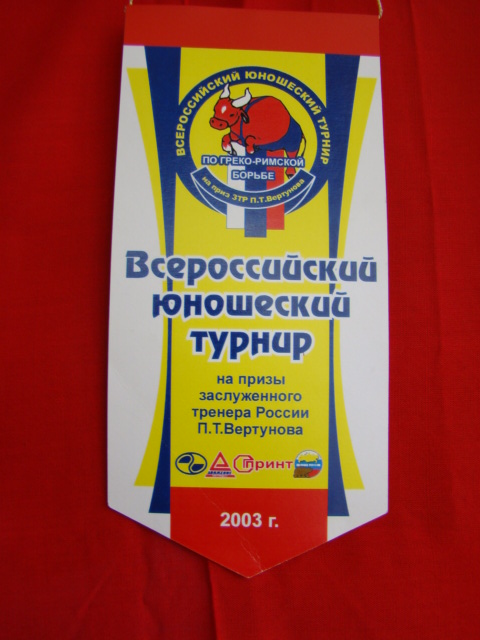 ВСЕРОССИЙСКИЙ ЮНОШЕСКИЙ ТУРНИР
ПО ГРЕКО-РИМСКОЙ
БОРЬБЕ
на приз ЗТР П.Т.Вертунова
Всероссийский
юношеский
турнир
на призы
заслуженного
тренера России
П.Т.Вертунова
Принт
2003 г.